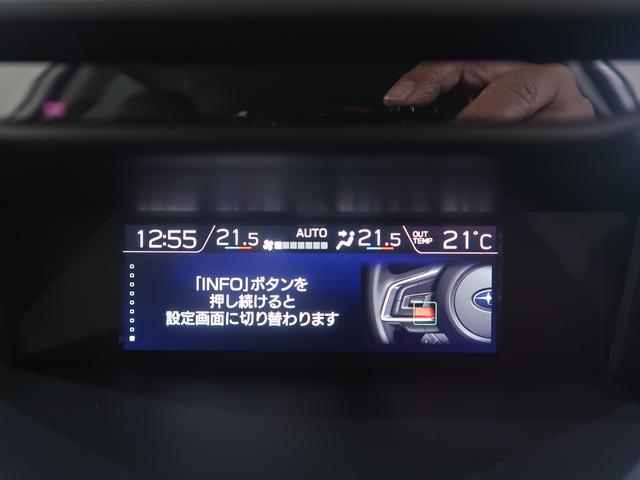 12:55 21.5 AUTO 21.5 OUT TEMP 21°C
「INFO」ボタンを
押し続けると
設定画面に切り替わります